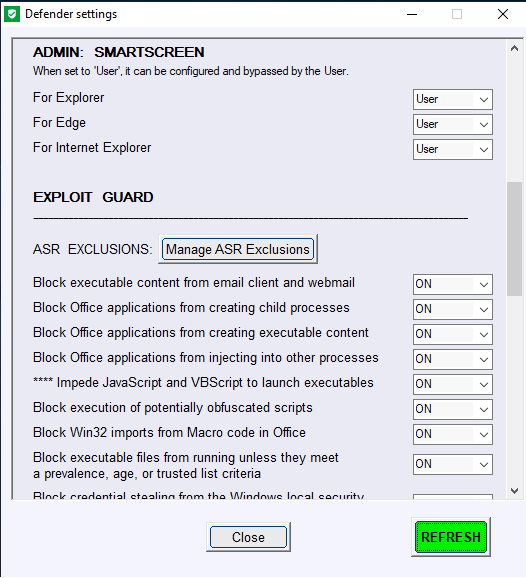 Defender settings
ADMIN: SMARTSCREEN
When set to 'User', it can be configured and bypassed by the User.
For Explorer User
For Edge User
For Internet Explorer User
EXPLOIT GUARD
ASR EXCLUSIONS: Manage ASR Exclusions
Block executable content from email client and webmail ON
Block Office applications from creating child processes ON
Block Office applications from creating executable content ON
Block Office applications from injecting into other processes ON
**** Impede JavaScript and VBScript to launch executables ON
Block execution of potentially obfuscated scripts ON
Block Win32 imports from Macro code in Office ON
Block executable files from running unless they meet
a prevalence, age, or trusted list criteria ON
Block credential stealing from the Windows local security
Close REFRESH